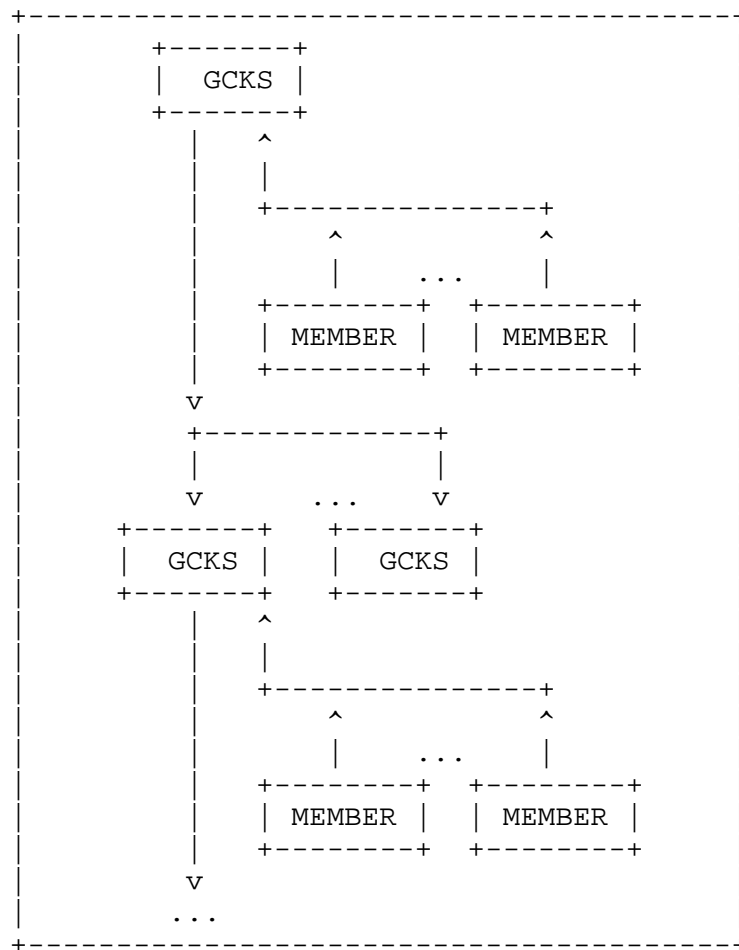 +---------------------------------------
|       +-------+
|       |  GCKS |
|       +-------+
|         |   ^
|         |   |
|         |   +---------------+
|         |       ^           ^
|         |       |    ...    |
|         |   +--------+  +--------+
|         |   | MEMBER |  | MEMBER |
|         |   +--------+  +--------+
|         v
|         +-------------+
|         |             |
|         v      ...    v
|     +-------+   +-------+
|     |  GCKS |   |  GCKS |
|     +-------+   +-------+
|         |   ^
|         |   |
|         |   +---------------+
|         |       ^           ^
|         |       |    ...    |
|         |   +--------+  +--------+
|         |   | MEMBER |  | MEMBER |
|         |   +--------+  +--------+
|         v
|        ...
+---------------------------------------